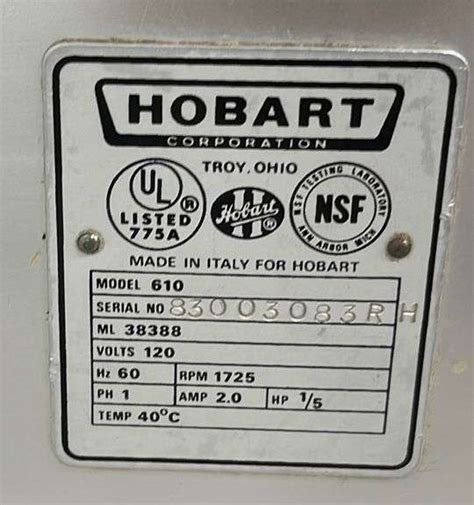 HOBART
CORPORATION
TROY, OHIO
UL ®
LISTED
775A
Hobart
H ®
NSF TESTING LABORATORY
NSF
ANN ARBOR MICH
MADE IN ITALY FOR HOBART
MODEL 610
SERIAL NO 83003083RH
ML 38388
VOLTS 120
Hz 60 RPM 1725
PH 1 AMP 2.0 HP 1/5
TEMP 40°C